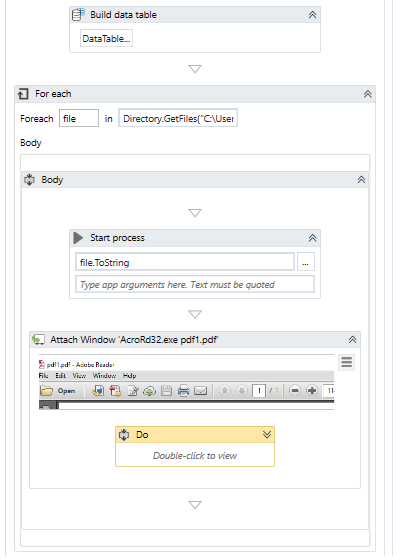 Build data table
DataTable...
For each
Foreach file in Directory.GetFiles("C:\User
Body
Body
Start process
file.ToString
...
Type app arguments here. Text must be quoted
Attach Window 'AcroRd32.exe pdf1.pdf'
pdf1.pdf - Adobe Reader
File Edit View Window Help
Open 1 / 1
Do
Double-click to view